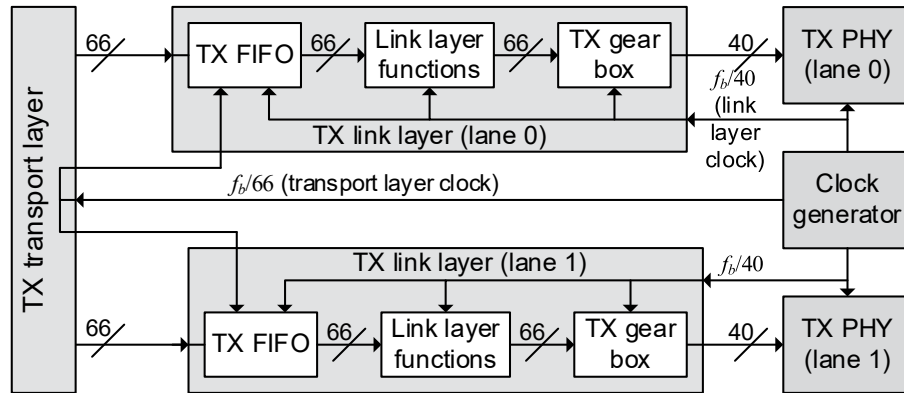 TX transport layer
66
TX FIFO
66
Link layer
functions
66
TX gear
box
40
TX PHY
(lane 0)
TX link layer (lane 0)
f_b/40
(link
layer
clock)
f_b/66 (transport layer clock)
Clock
generator
TX link layer (lane 1)
f_b/40
66
TX FIFO
66
Link layer
functions
66
TX gear
box
40
TX PHY
(lane 1)